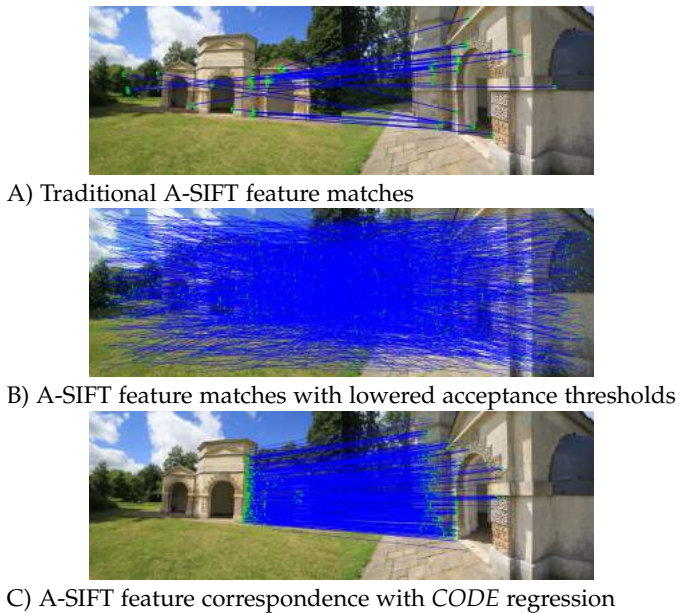 A) Traditional A-SIFT feature matches
B) A-SIFT feature matches with lowered acceptance thresholds
C) A-SIFT feature correspondence with CODE regression